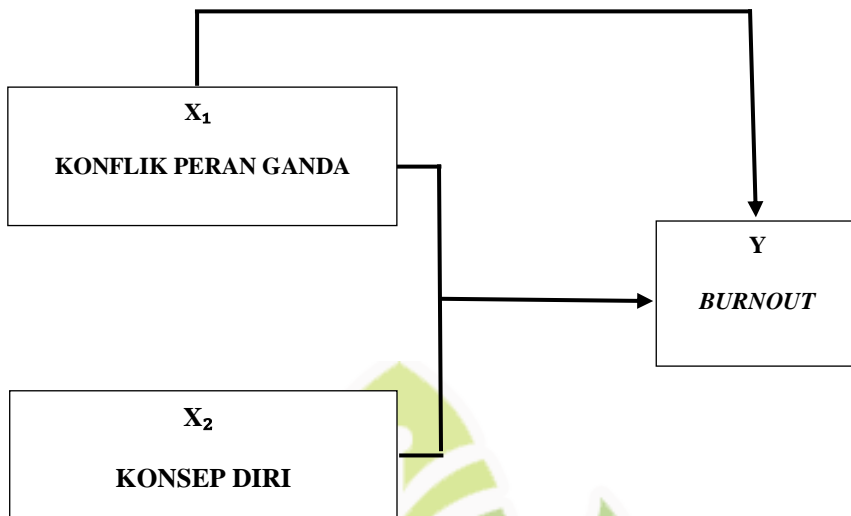 X₁
KONFLIK PERAN GANDA
Y
BURNOUT
X₂
KONSEP DIRI